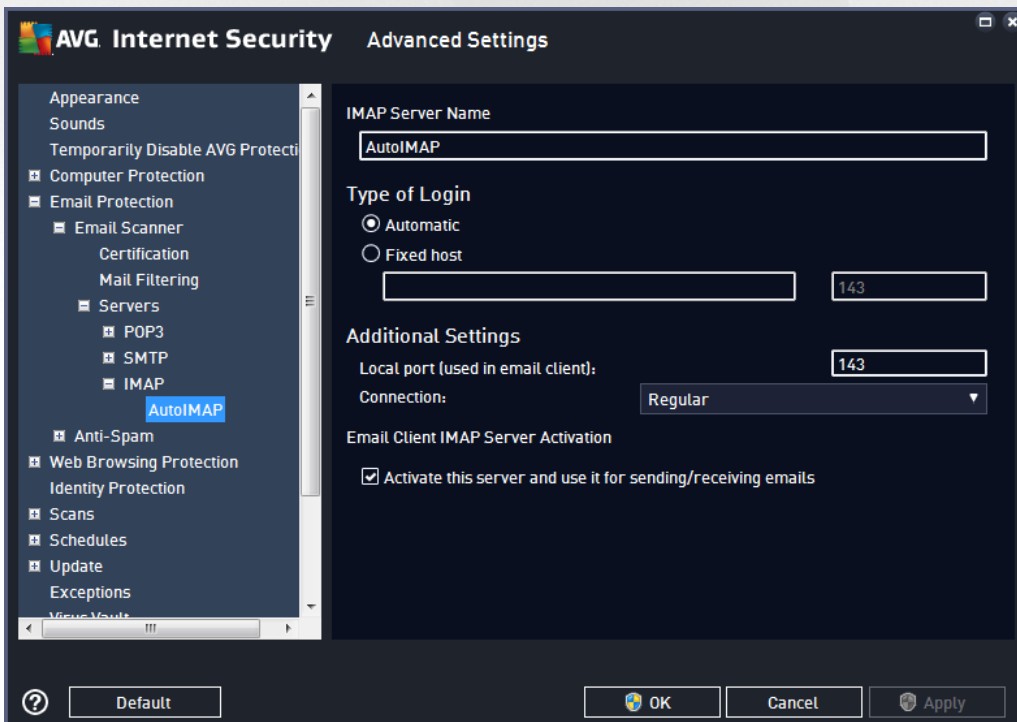 AVG. Internet Security Advanced Settings
Appearance
Sounds
Temporarily Disable AVG Protecti
Computer Protection
Email Protection
Email Scanner
Certification
Mail Filtering
Servers
POP3
SMTP
IMAP
AutoIMAP
Anti-Spam
Web Browsing Protection
Identity Protection
Scans
Schedules
Update
Exceptions
Virus Vault
IMAP Server Name
AutoIMAP
Type of Login
Automatic
Fixed host
143
Additional Settings
Local port (used in email client):
143
Connection:
Regular
Email Client IMAP Server Activation
Activate this server and use it for sending/receiving emails
Default
OK
Cancel
Apply